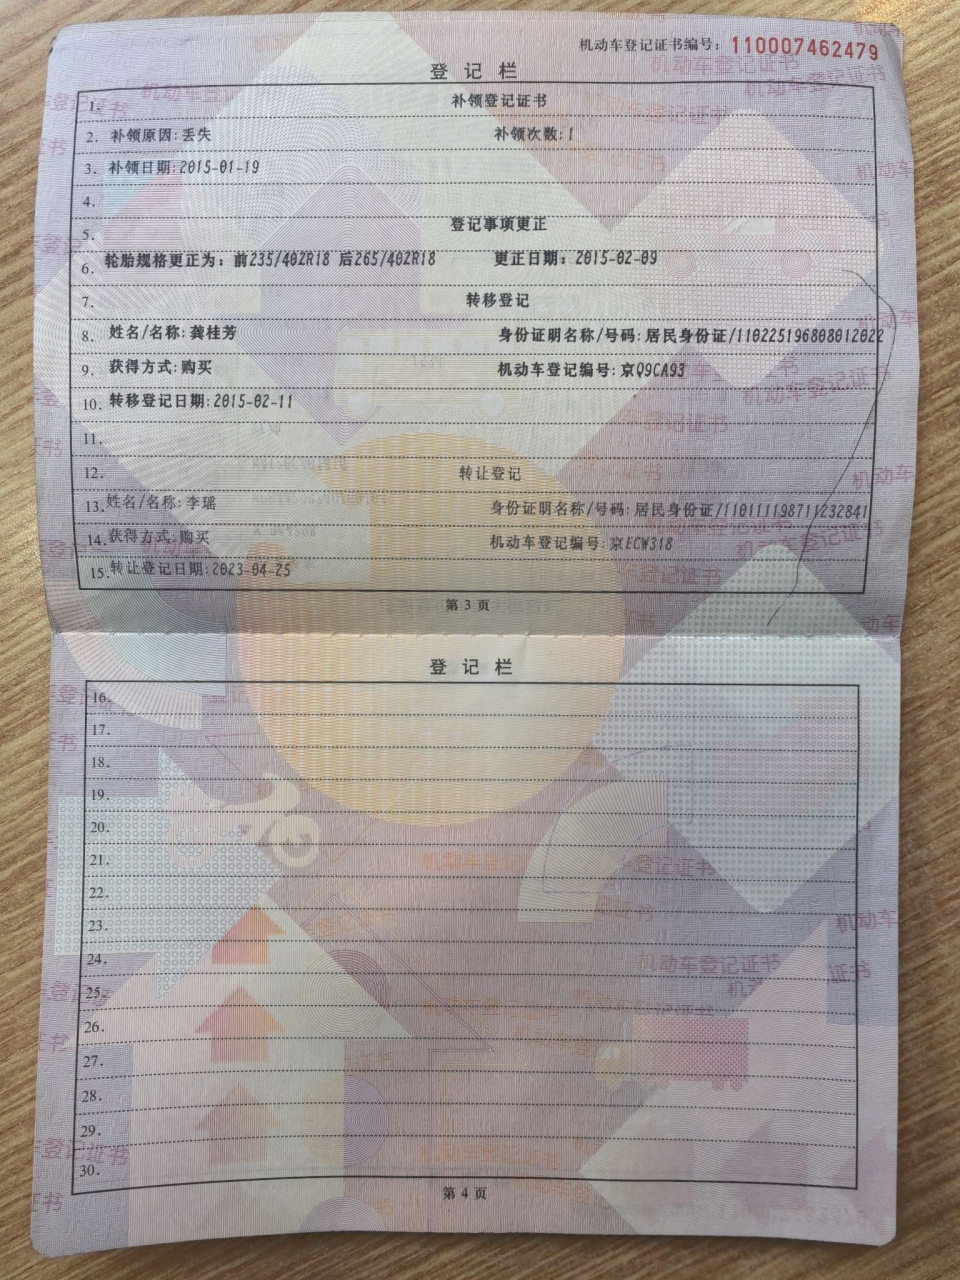 机动车登记证书编号：110007462479
登记栏
1. 补领登记证书
2. 补领原因:丢失 补领次数:1
3. 补领日期:2015-01-19
4.
5. 登记事项更正
6. 轮胎规格更正为：前235/40ZR18 后265/40ZR18 更正日期：2015-02-09
7. 转移登记
8. 姓名/名称:龚桂芳 身份证明名称/号码:居民身份证/110225196808012022
9. 获得方式:购买 机动车登记编号:京Q9CA93
10. 转移登记日期:2015-02-11
11.
12. 转让登记
13. 姓名/名称:李瑶 身份证明名称/号码:居民身份证/110111198711232841
14. 获得方式:购买 机动车登记编号:京ECW318
15. 转让登记日期:2023-04-25
第3页
登记栏
16.
17.
18.
19.
20.
21.
22.
23.
24.
25.
26.
27.
28.
29.
30.
第4页